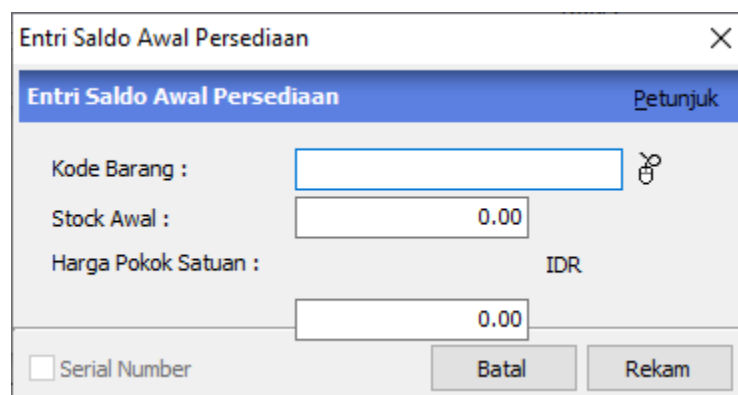 Entri Saldo Awal Persediaan
Entri Saldo Awal Persediaan Petunjuk
Kode Barang :
Stock Awal : 0.00
Harga Pokok Satuan : IDR
0.00
Serial Number Batal Rekam